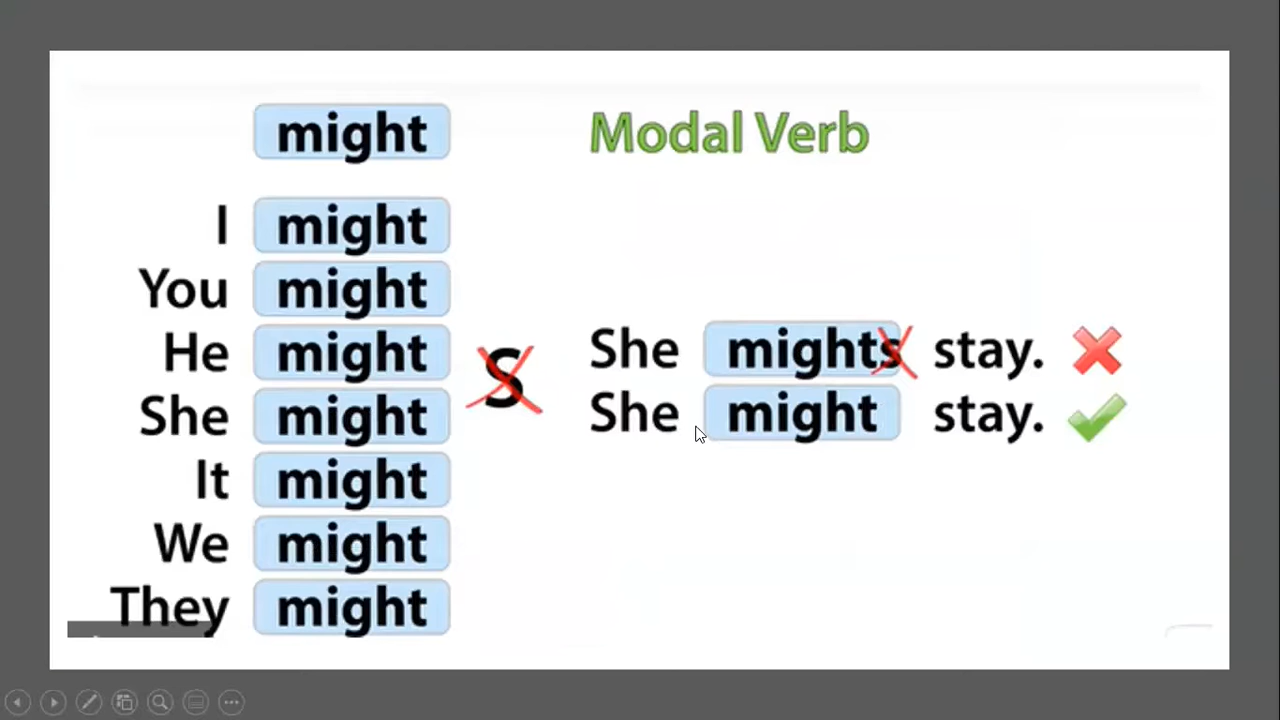 might Modal Verb
I might
You might
He might
She might
It might
We might
They might
S
She mights stay.
She might stay.